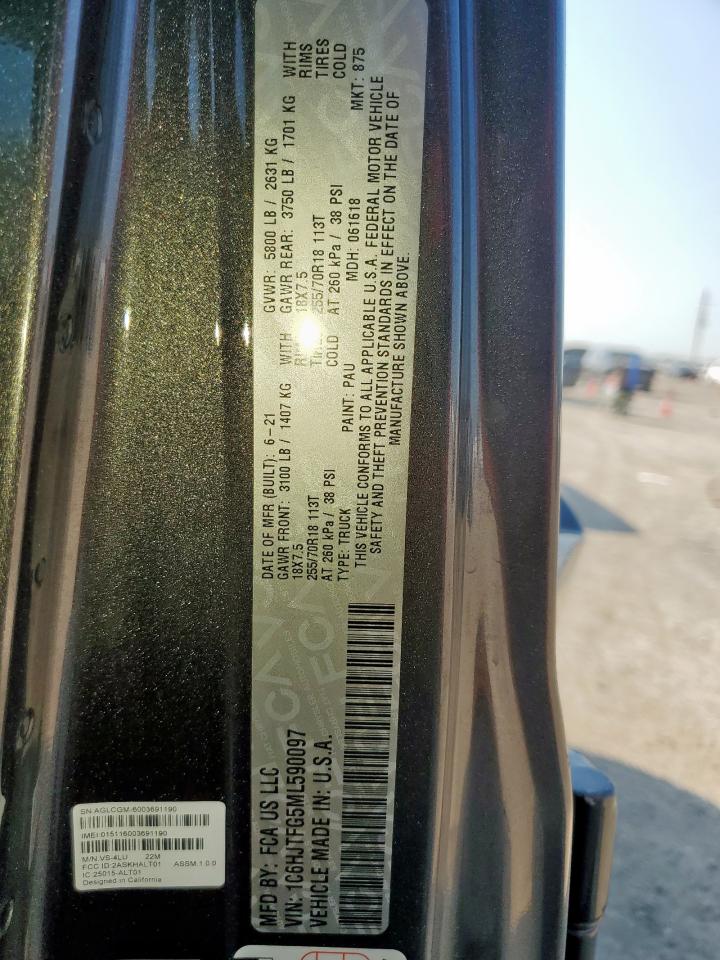 MFD BY: FCA US LLC
DATE OF MFR (BUILT): 6-21
GVWR: 5800 LB / 2631 KG
GAWR FRONT: 3100 LB / 1407 KG WITH
GAWR REAR: 3750 LB / 1701 KG WITH
18X7.5 RIMS
18X7.5 RIMS
255/70R18 113T
255/70R18 113T TIRES
AT 260 kPa / 38 PSI COLD
AT 260 kPa / 38 PSI COLD
VIN: 1C6HJTFG5ML590097
TYPE: TRUCK
PAINT: PAU
MDH: 061618
MKT: 875
VEHICLE MADE IN: U.S.A.
THIS VEHICLE CONFORMS TO ALL APPLICABLE U.S.A. FEDERAL MOTOR VEHICLE
SAFETY AND THEFT PREVENTION STANDARDS IN EFFECT ON THE DATE OF
MANUFACTURE SHOWN ABOVE.
SN:AGLCGM-6003691190
IMEI:015116003691190
M/N:VS-4LU 22M
FCC ID:2ASKHALT01 ASSM.1.0.0
IC:25015-ALT01
Designed in California